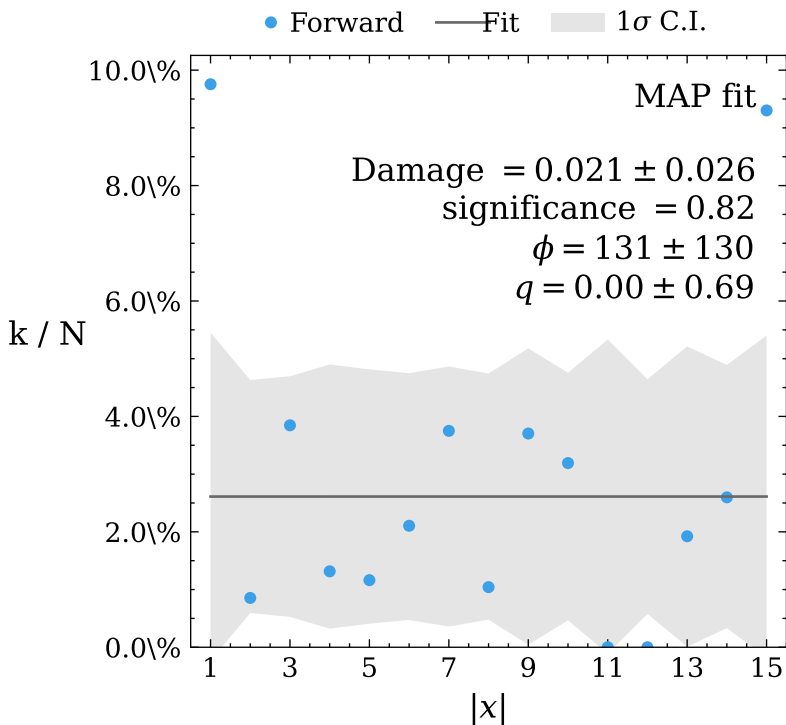 Forward Fit 1σ C.I.
10.0\%
8.0\%
6.0\%
4.0\%
2.0\%
0.0\%
k / N
MAP fit
Damage = 0.021 ± 0.026
significance = 0.82
ϕ = 131 ± 130
q = 0.00 ± 0.69
1 3 5 7 9 11 13 15
|x|